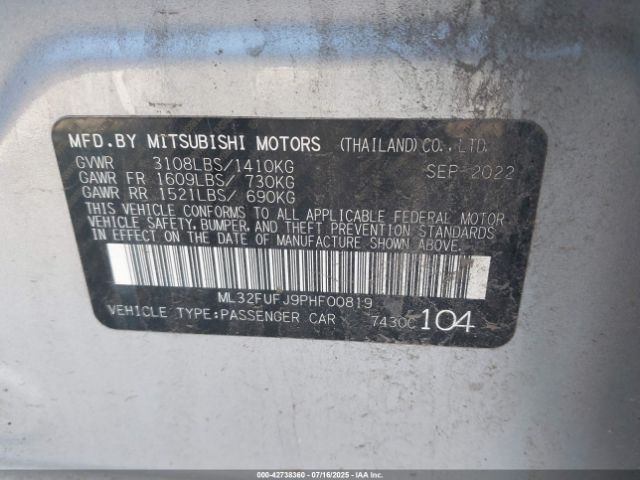 MFD.BY MITSUBISHI MOTORS (THAILAND)CO.,LTD.
GVWR 3108LBS/1410KG SEP 2022
GAWR FR 1609LBS/ 730KG
GAWR RR 1521LBS/ 690KG
THIS VEHICLE CONFORMS TO ALL APPLICABLE FEDERAL MOTOR
VEHICLE SAFETY, BUMPER, AND THEFT PREVENTION STANDARDS
IN EFFECT ON THE DATE OF MANUFACTURE SHOWN ABOVE.
ML32FUFJ9PHF00819
VEHICLE TYPE:PASSENGER CAR 7430C 104
000-42738360 - 07/16/2025 - IAAI.COM